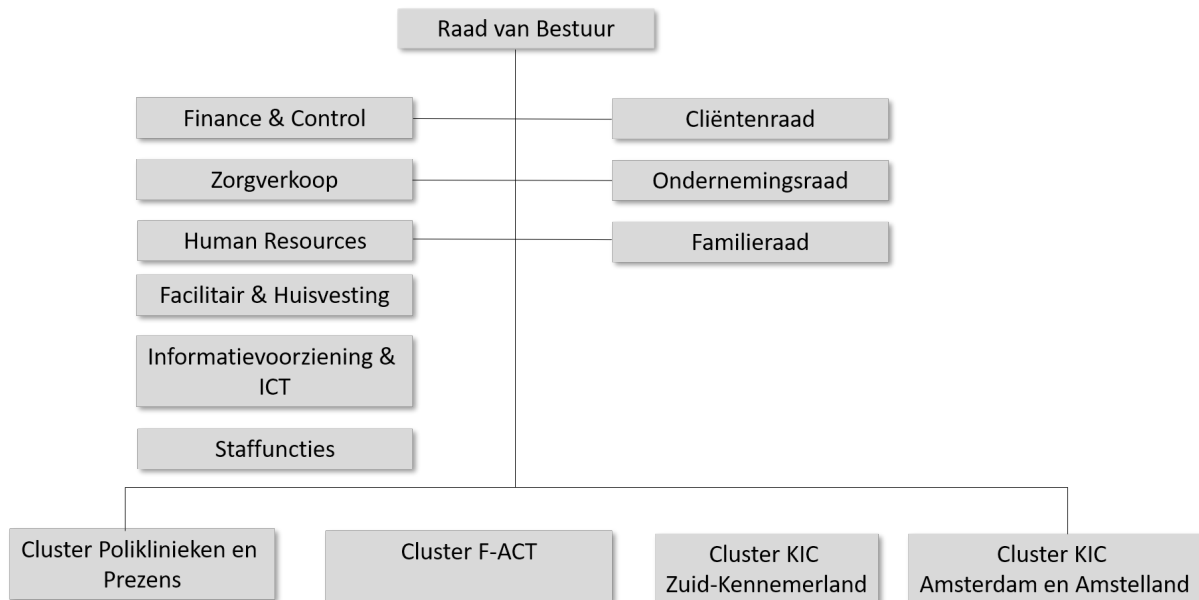 Raad van Bestuur
Finance & Control
Cliëntenraad
Zorgverkoop
Ondernemingsraad
Human Resources
Familieraad
Facilitair & Huisvesting
Informatievoorziening &
ICT
Staffuncties
Cluster Poliklinieken en
Prezens
Cluster F-ACT
Cluster KIC
Zuid-Kennemerland
Cluster KIC
Amsterdam en Amstelland